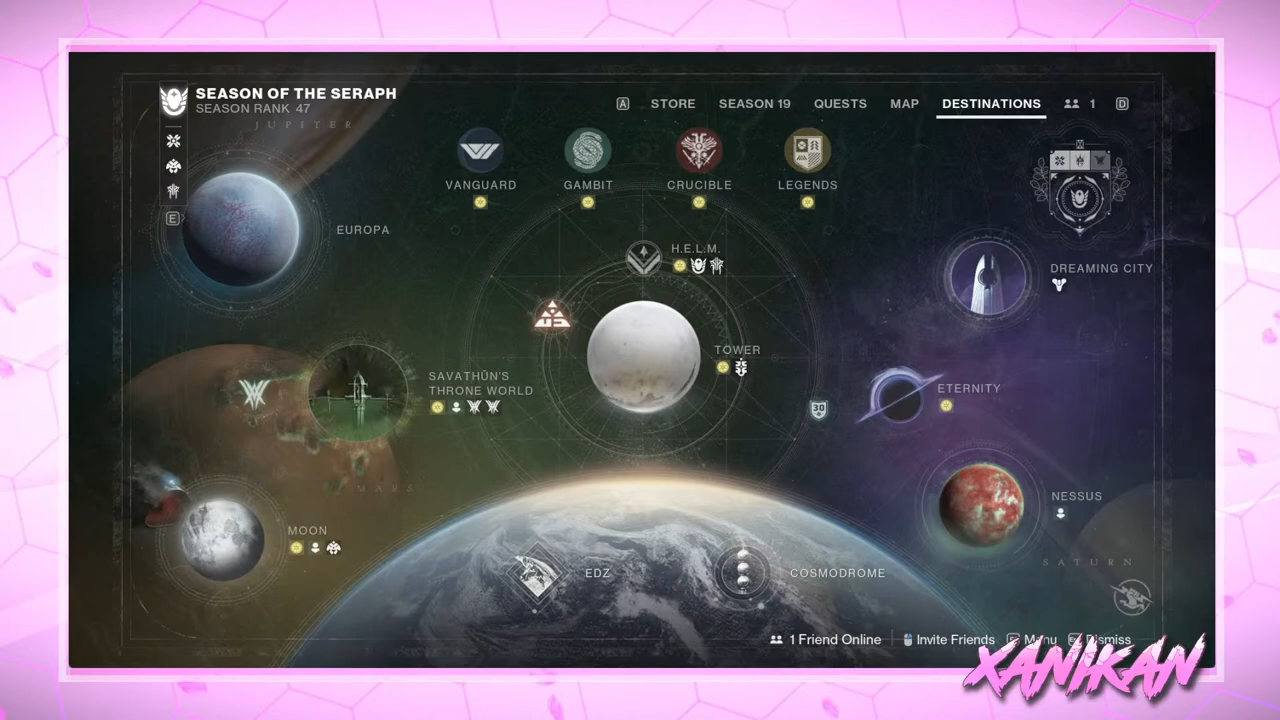 SEASON OF THE SERAPH
SEASON RANK 47
A STORE SEASON 19 QUESTS MAP DESTINATIONS 1 D
JUPITER
VANGUARD GAMBIT CRUCIBLE LEGENDS
E
EUROPA
H.E.L.M.
DREAMING CITY
TOWER
SAVATHÛN'S
THRONE WORLD
ETERNITY
30
MARS
NESSUS
MOON
SATURN
EDZ
COSMODROME
1 Friend Online Invite Friends Menu Dismiss
XANIKAN